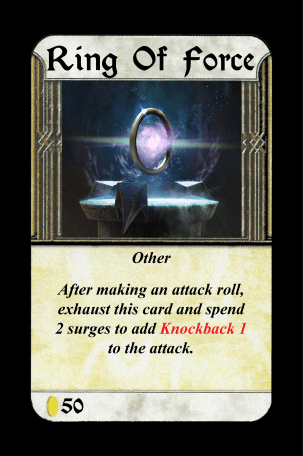 Ring Of Force
Other
After making an attack roll,
exhaust this card and spend
2 surges to add Knockback 1
to the attack.
50